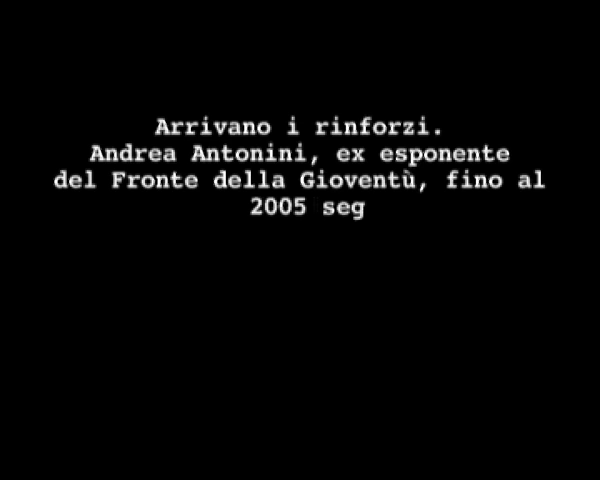 Arrivano i rinforzi.
Andrea Antonini, ex esponente
del Fronte della Gioventù, fino al
2005 seg